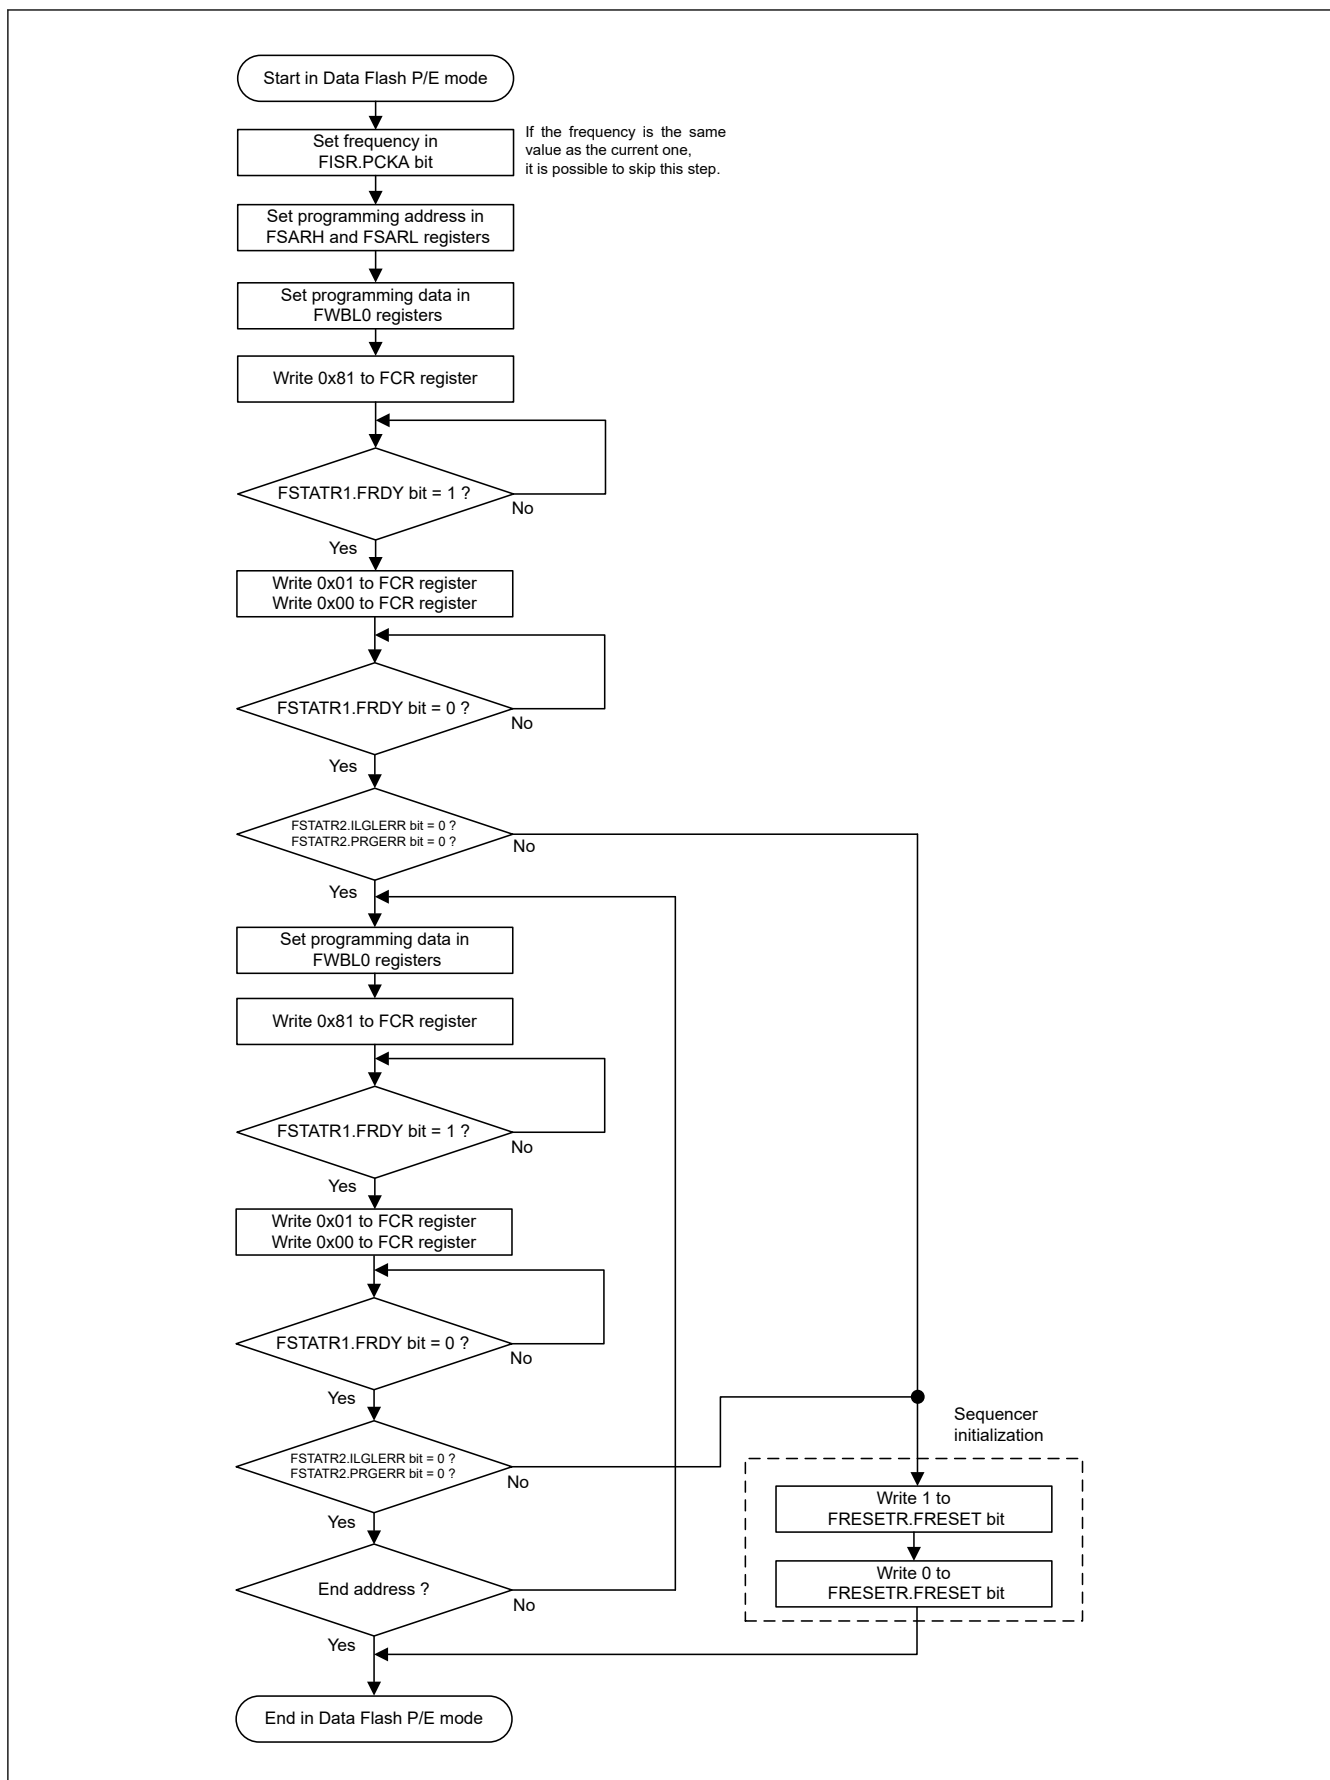 Start in Data Flash P/E mode
Set frequency in
FISR.PCKA bit
If the frequency is the same
value as the current one,
it is possible to skip this step.
Set programming address in
FSARH and FSARL registers
Set programming data in
FWBL0 registers
Write 0x81 to FCR register
FSTATR1.FRDY bit = 1 ?
No
Yes
Write 0x01 to FCR register
Write 0x00 to FCR register
FSTATR1.FRDY bit = 0 ?
No
Yes
FSTATR2.ILGLERR bit = 0 ?
FSTATR2.PRGERR bit = 0 ?
No
Yes
Set programming data in
FWBL0 registers
Write 0x81 to FCR register
FSTATR1.FRDY bit = 1 ?
No
Yes
Write 0x01 to FCR register
Write 0x00 to FCR register
FSTATR1.FRDY bit = 0 ?
No
Yes
FSTATR2.ILGLERR bit = 0 ?
FSTATR2.PRGERR bit = 0 ?
No
Yes
Sequencer
initialization
Write 1 to
FRESETR.FRESET bit
Write 0 to
FRESETR.FRESET bit
End address ?
No
Yes
End in Data Flash P/E mode